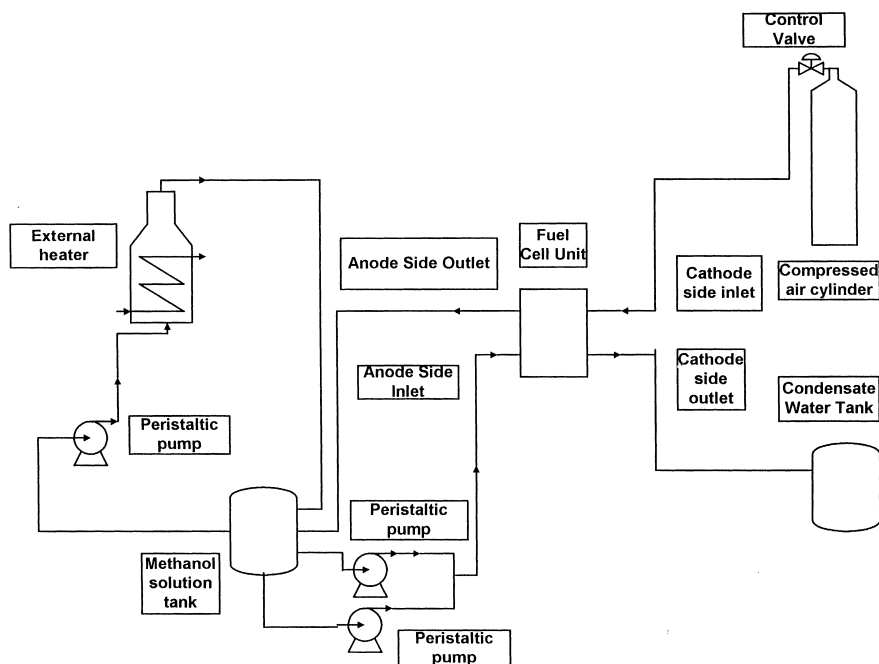 Control
Valve
External
heater
Anode Side Outlet
Fuel
Cell Unit
Cathode
side inlet
Compressed
air cylinder
Anode Side
Inlet
Cathode
side
outlet
Condensate
Water Tank
Peristaltic
pump
Peristaltic
pump
Methanol
solution
tank
Peristaltic
pump